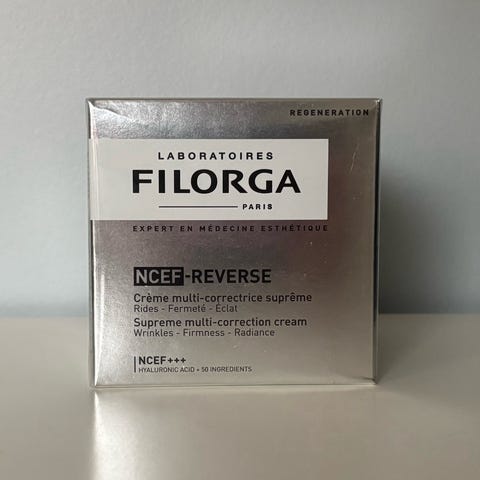 REGENERATION
LABORATOIRES
FILORGA
PARIS
EXPERT EN MÉDECINE ESTHÉTIQUE
NCEF-REVERSE
Crème multi-correctrice suprême
Rides - Fermeté - Éclat
Supreme multi-correction cream
Wrinkles - Firmness - Radiance
NCEF+++
HYALURONIC ACID + 50 INGREDIENTS